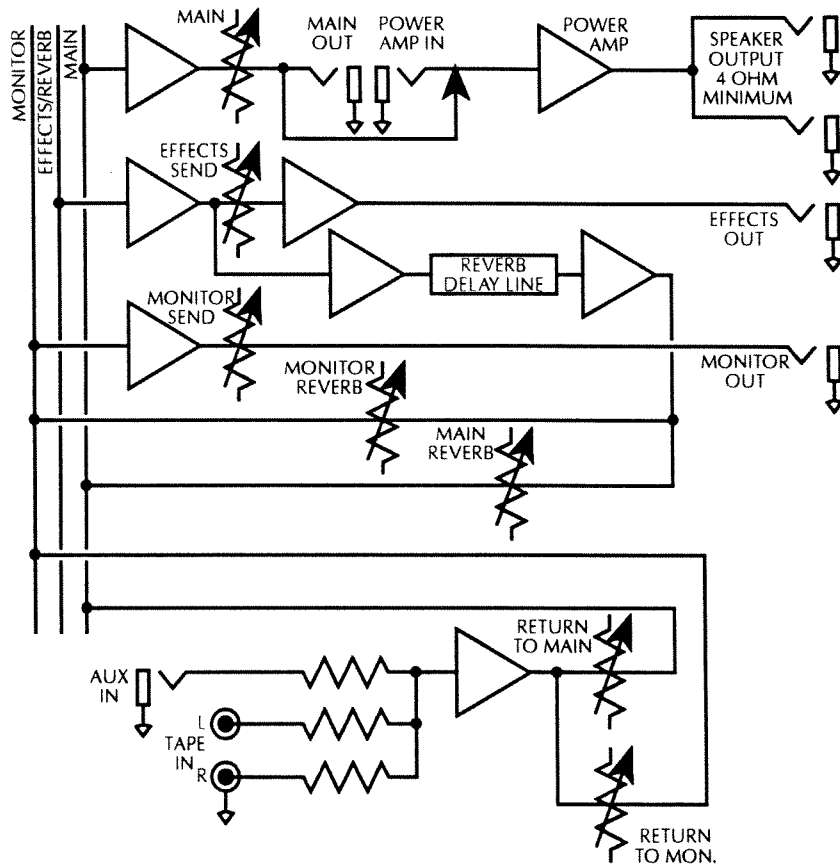 MONITOR
EFFECTS/REVERB
MAIN
MAIN
MAIN
OUT
POWER
AMP IN
POWER
AMP
SPEAKER
OUTPUT
4 OHM
MINIMUM
EFFECTS
SEND
EFFECTS
OUT
REVERB
DELAY LINE
MONITOR
SEND
MONITOR
OUT
MONITOR
REVERB
MAIN
REVERB
RETURN
TO MAIN
AUX
IN
L
TAPE
IN
R
RETURN
TO MON.